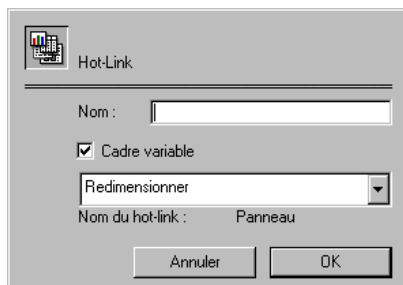 Hot-Link
Nom :
Cadre variable
Redimensionner
Nom du hot-link : Panneau
Annuler OK